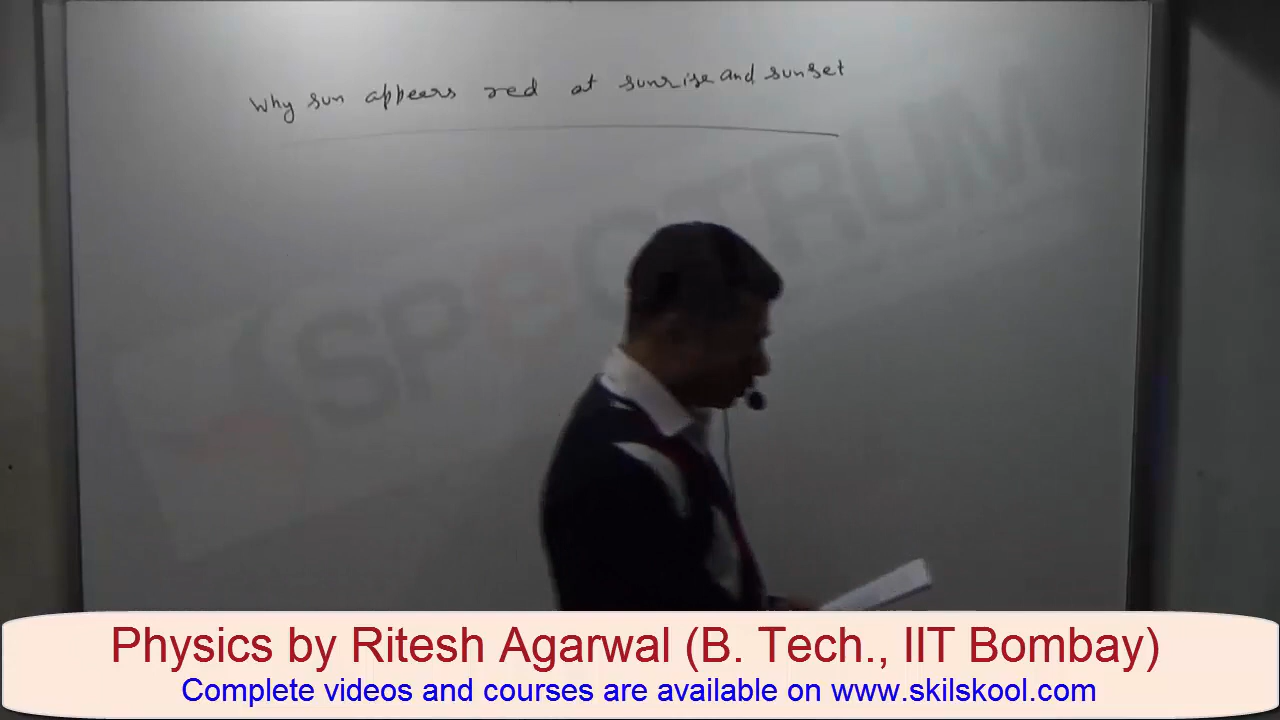 Why sun appears red at sunrise and sunset
SPECTRUM
Physics by Ritesh Agarwal (B. Tech., IIT Bombay)
Complete videos and courses are available on www.skilskool.com